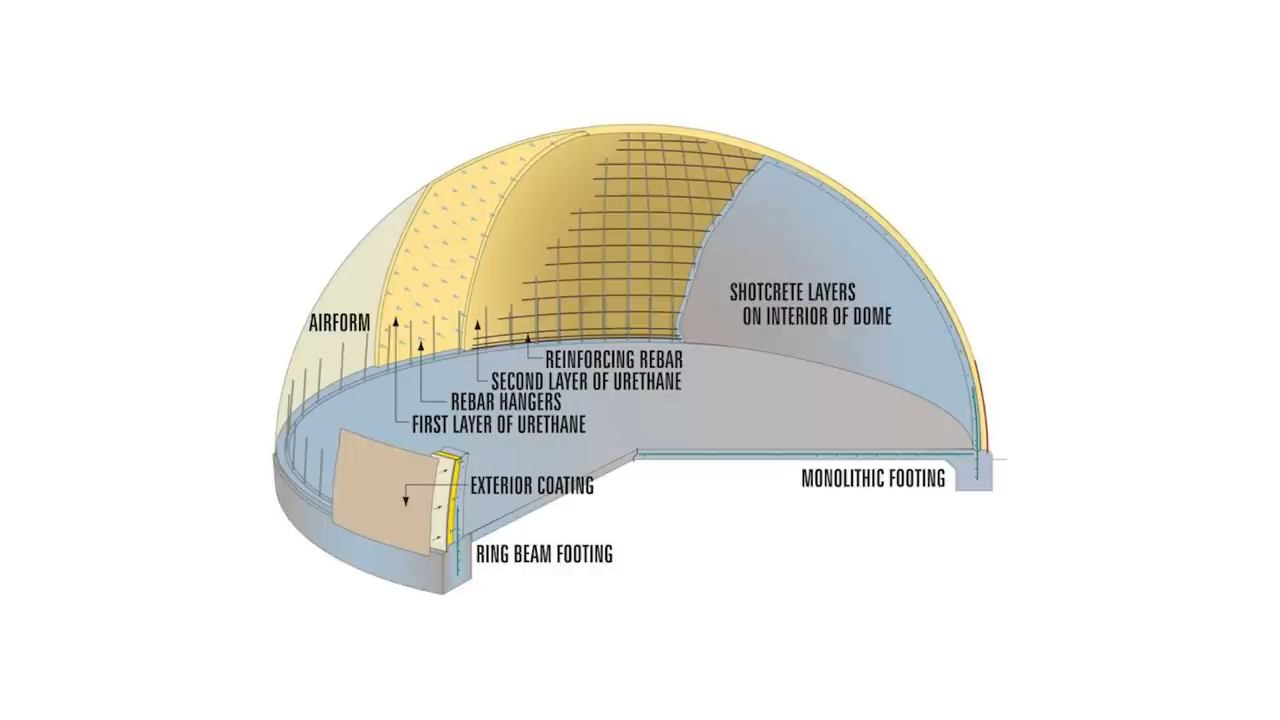 SHOTCRETE LAYERS
ON INTERIOR OF DOME
AIRFORM
REINFORCING REBAR
SECOND LAYER OF URETHANE
REBAR HANGERS
FIRST LAYER OF URETHANE
MONOLITHIC FOOTING
EXTERIOR COATING
RING BEAM FOOTING